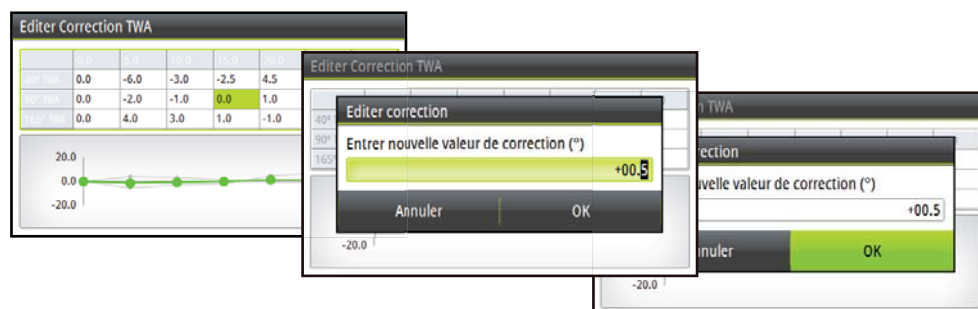 Editer Correction TWA
0.0 5.0 10.0 15.0 20.0
40° TWA 0.0 -6.0 -3.0 -2.5 4.5
90° TWA 0.0 -2.0 -1.0 0.0 1.0
165° TWA 0.0 4.0 3.0 1.0 -1.0
20.0
0.0
-20.0
Editer Correction TWA
40°
90°
165°
Editer correction
Entrer nouvelle valeur de correction (°)
+00.5
Annuler OK
-20.0
n TWA
rection
uvelle valeur de correction (°)
+00.5
nuler OK
-20.0